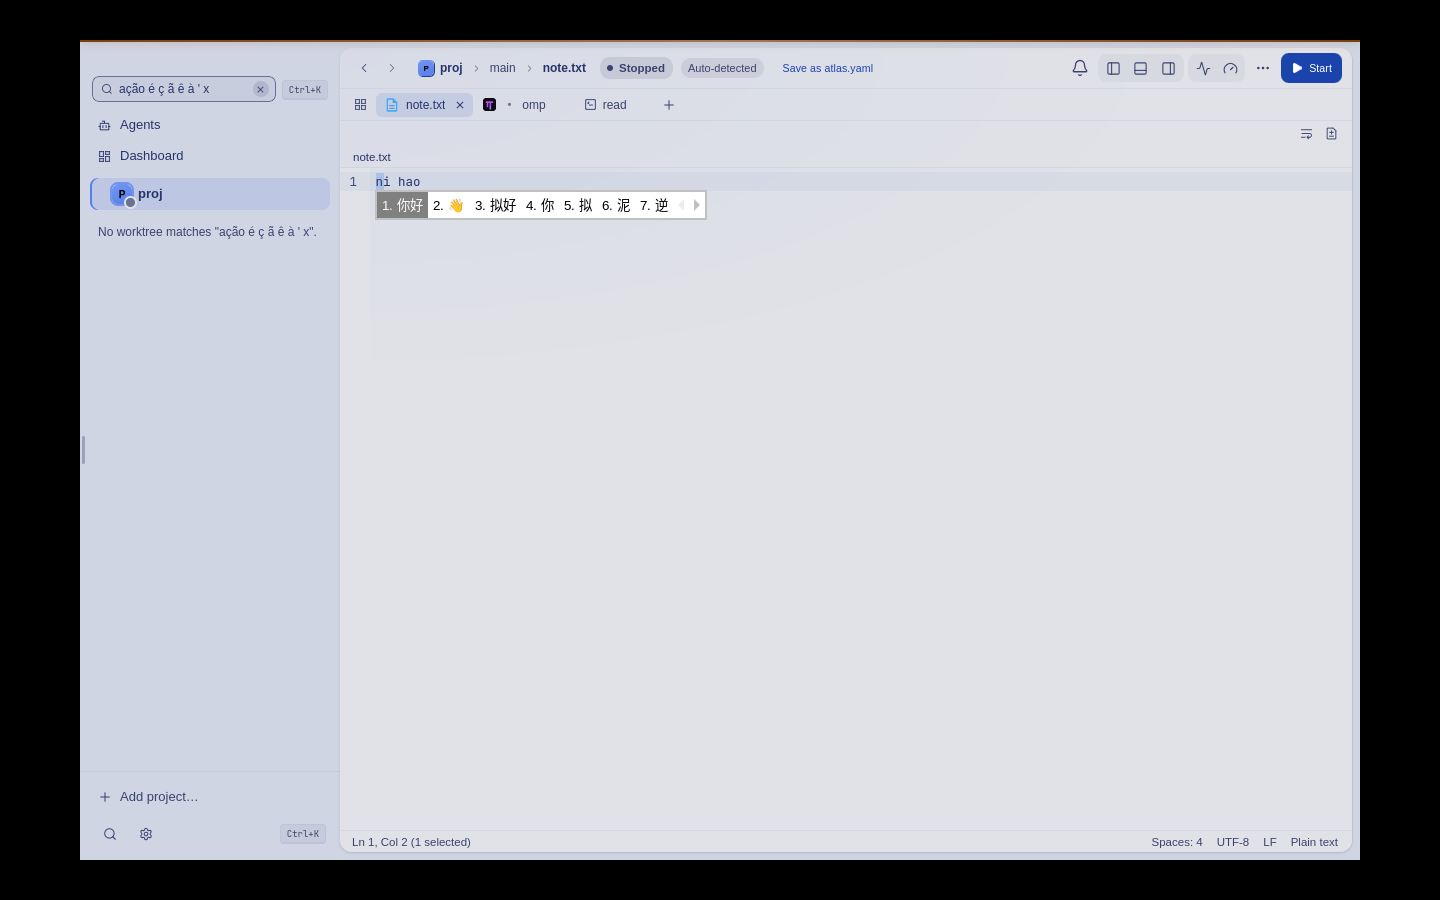 ação é ç ã ê à ' x
Ctrl+K
Agents
Dashboard
P proj
No worktree matches "ação é ç ã ê à ' x".
Add project…
Ctrl+K
P proj main note.txt Stopped Auto-detected Save as atlas.yaml Start
note.txt • omp read
note.txt
1 ni hao
1. 你好 2. 👋 3. 拟好 4. 你 5. 拟 6. 泥 7. 逆
Ln 1, Col 2 (1 selected) Spaces: 4 UTF-8 LF Plain text